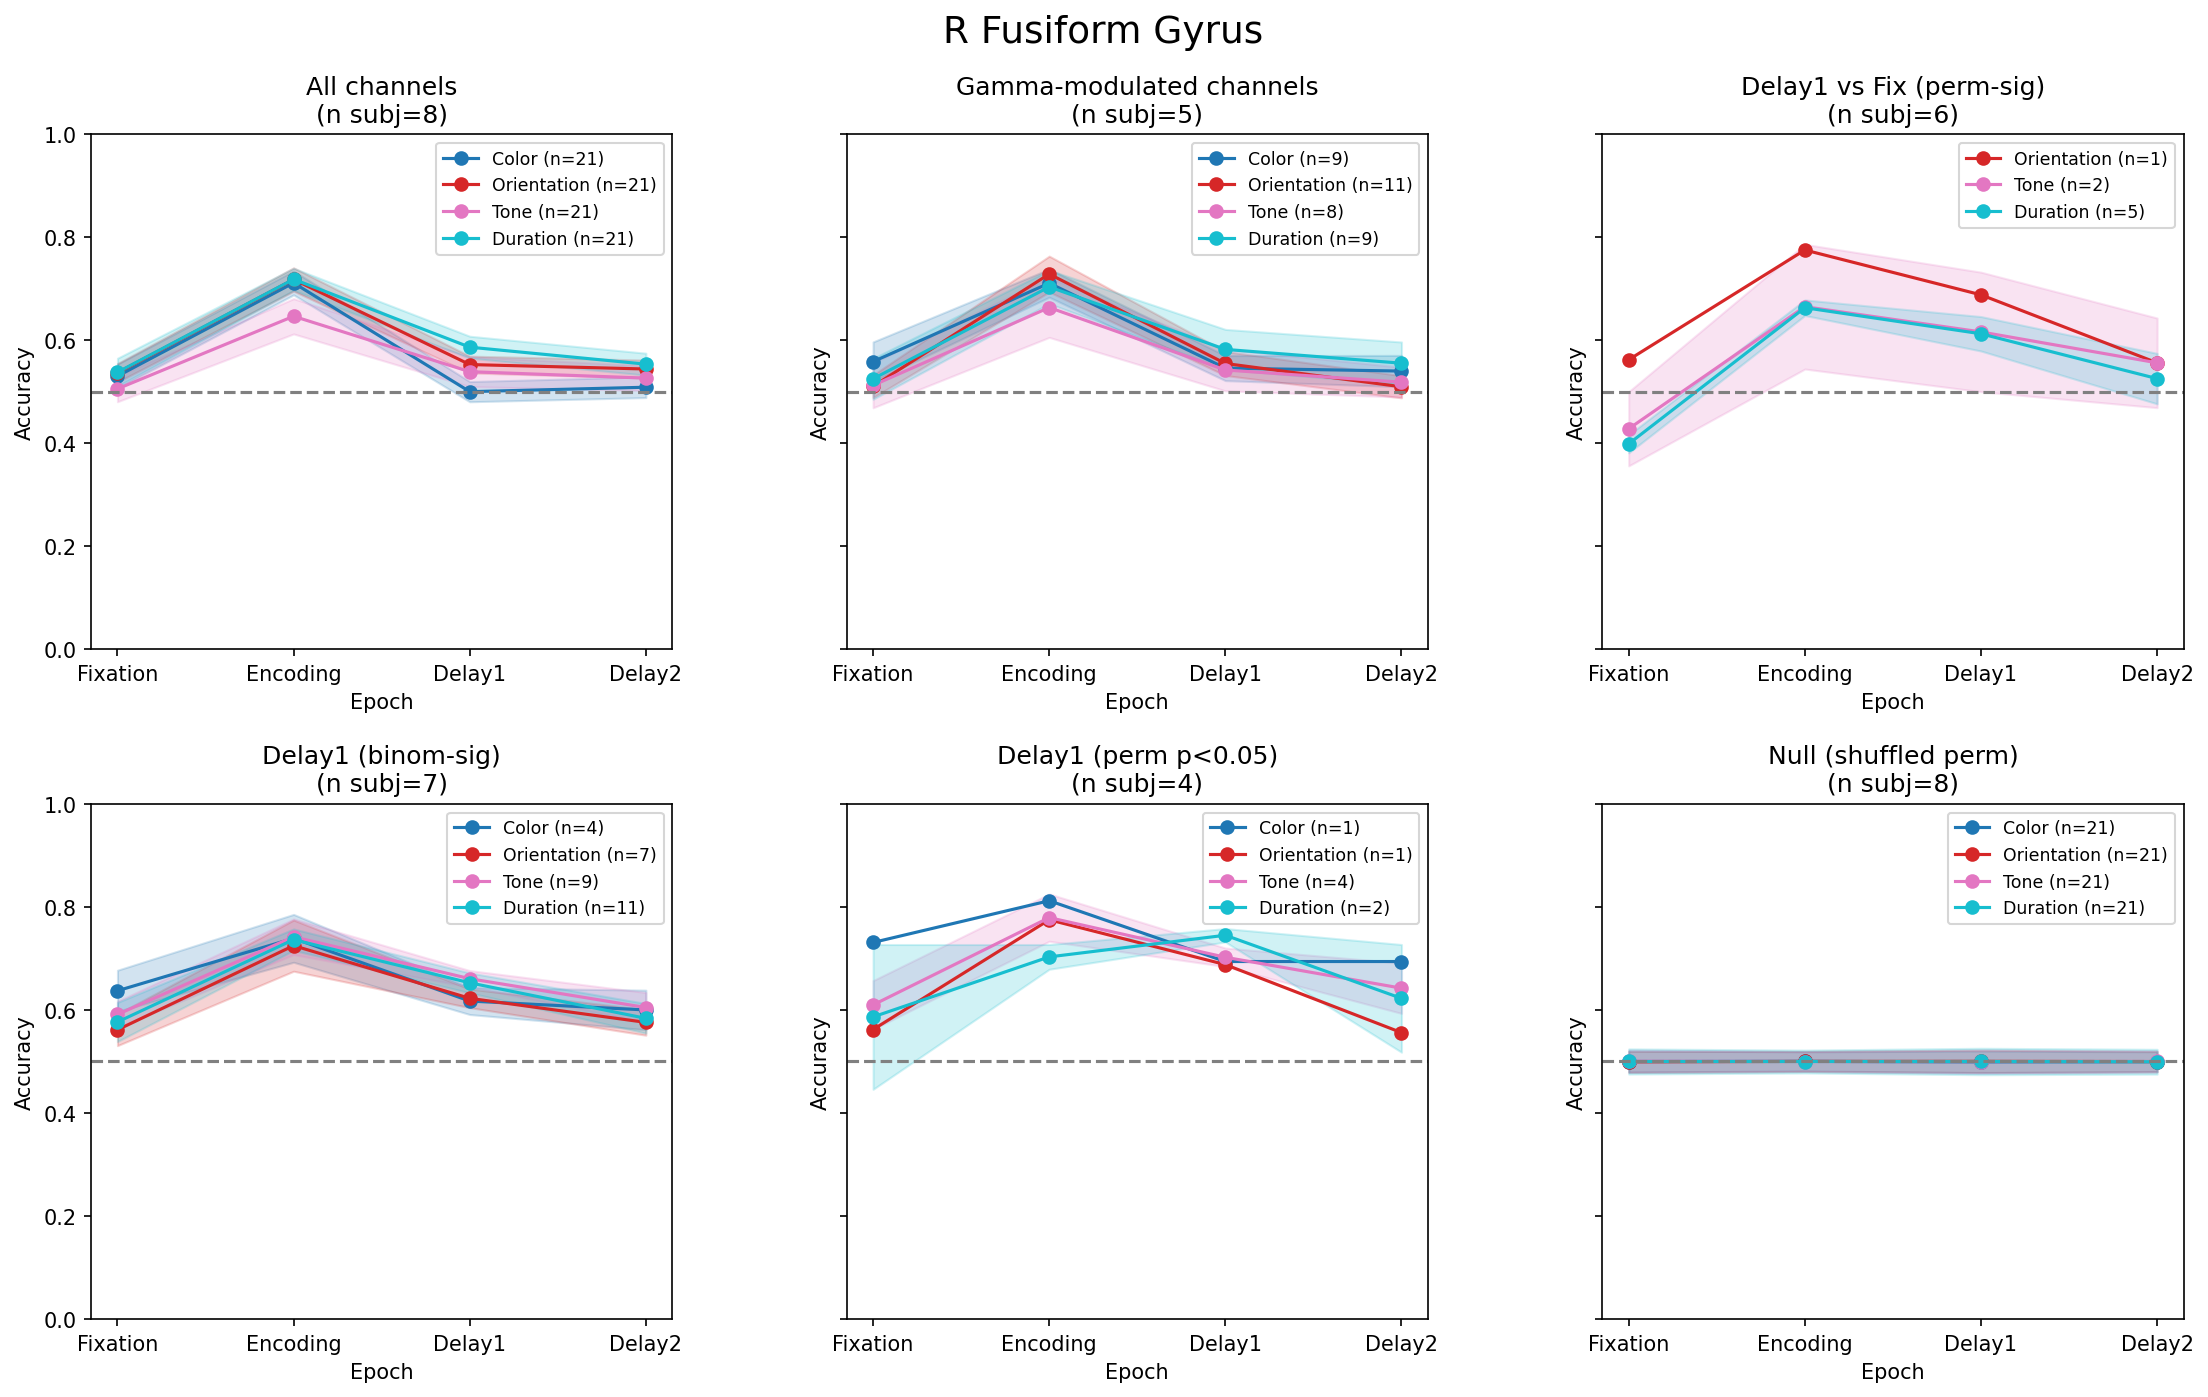 R Fusiform Gyrus
All channels
(n subj=8)
Color (n=21)
Orientation (n=21)
Tone (n=21)
Duration (n=21)
1.0
0.8
0.6
0.4
0.2
0.0
Accuracy
Fixation Encoding Delay1 Delay2
Epoch
Gamma-modulated channels
(n subj=5)
Color (n=9)
Orientation (n=11)
Tone (n=8)
Duration (n=9)
Accuracy
Fixation Encoding Delay1 Delay2
Epoch
Delay1 vs Fix (perm-sig)
(n subj=6)
Orientation (n=1)
Tone (n=2)
Duration (n=5)
Accuracy
Fixation Encoding Delay1 Delay2
Epoch
Delay1 (binom-sig)
(n subj=7)
Color (n=4)
Orientation (n=7)
Tone (n=9)
Duration (n=11)
1.0
0.8
0.6
0.4
0.2
0.0
Accuracy
Fixation Encoding Delay1 Delay2
Epoch
Delay1 (perm p<0.05)
(n subj=4)
Color (n=1)
Orientation (n=1)
Tone (n=4)
Duration (n=2)
Accuracy
Fixation Encoding Delay1 Delay2
Epoch
Null (shuffled perm)
(n subj=8)
Color (n=21)
Orientation (n=21)
Tone (n=21)
Duration (n=21)
Accuracy
Fixation Encoding Delay1 Delay2
Epoch